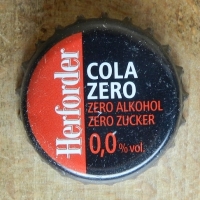 Herforder
COLA
ZERO
ZERO ALKOHOL
ZERO ZUCKER
0,0% vol.